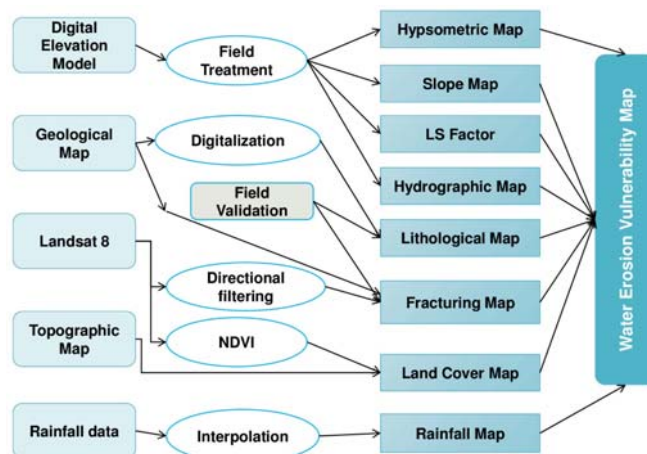 Digital
Elevation
Model
Field
Treatment
Hypsometric Map
Slope Map
Geological
Map
Digitalization
LS Factor
Field
Validation
Hydrographic Map
Landsat 8
Lithological Map
Directional
filtering
Fracturing Map
Topographic
Map
NDVI
Land Cover Map
Rainfall data
Interpolation
Rainfall Map
Water Erosion Vulnerability Map